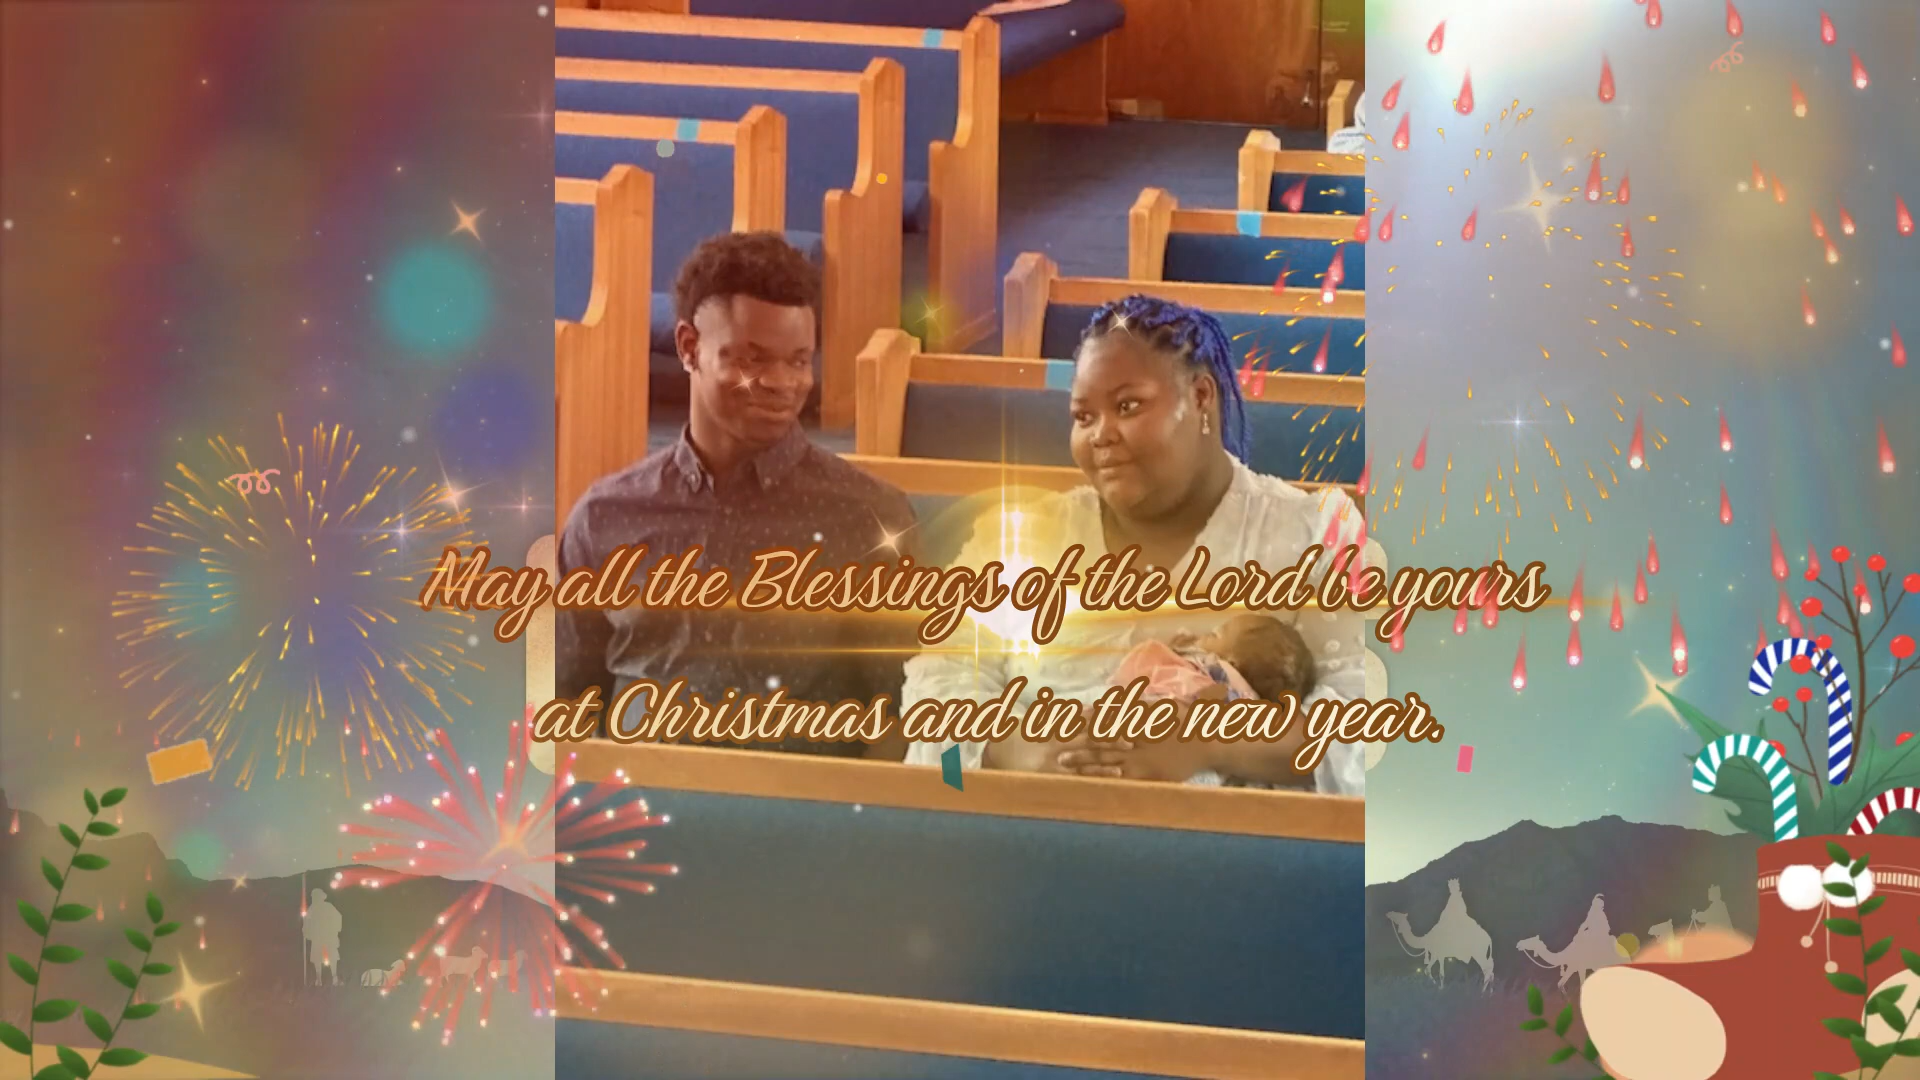 May all the Blessings of the Lord be yours
at Christmas and in the new year.